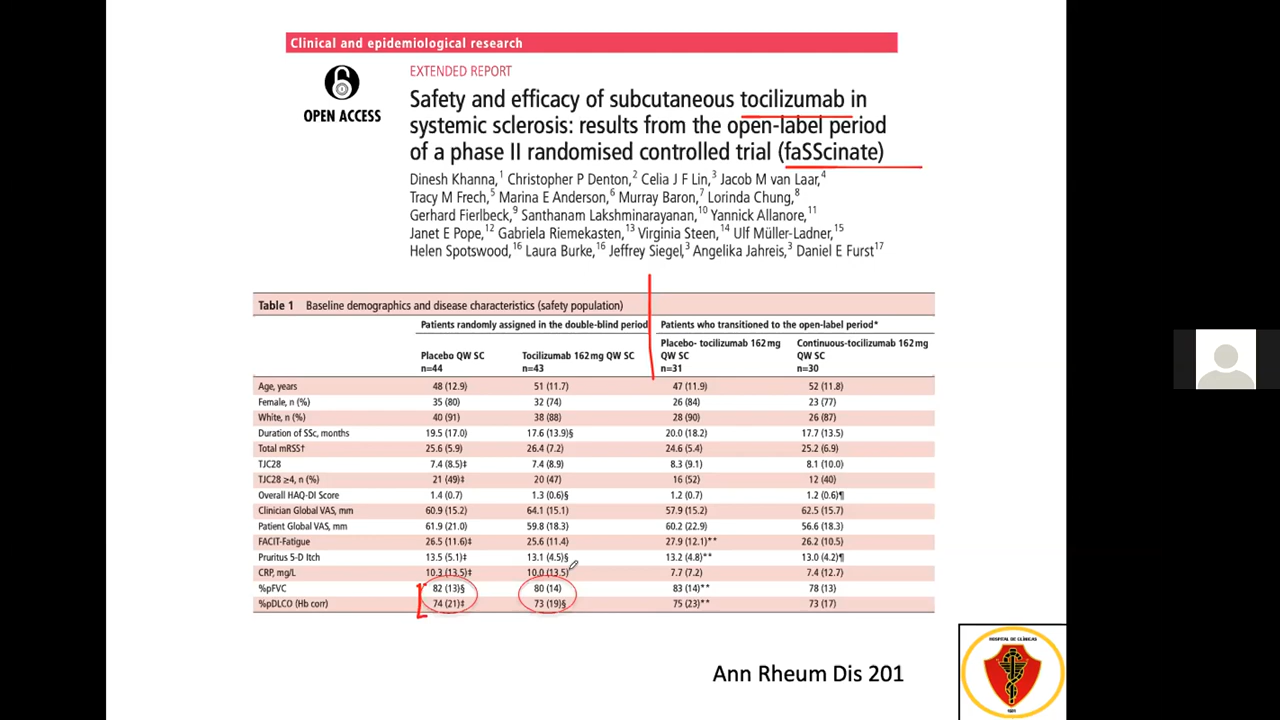 Clinical and epidemiological research
EXTENDED REPORT
OPEN ACCESS
Safety and efficacy of subcutaneous tocilizumab in
systemic sclerosis: results from the open-label period
of a phase II randomised controlled trial (faSScinate)
Dinesh Khanna,1 Christopher P Denton,2 Celia J F Lin,3 Jacob M van Laar,4
Tracy M Frech,5 Marina E Anderson,6 Murray Baron,7 Lorinda Chung,8
Gerhard Fierlbeck,9 Santhanam Lakshminarayanan,10 Yannick Allanore,11
Janet E Pope,12 Gabriela Riemekasten,13 Virginia Steen,14 Ulf Müller-Ladner,15
Helen Spotswood,16 Laura Burke,16 Jeffrey Siegel,3 Angelika Jahreis,3 Daniel E Furst17
Table 1 Baseline demographics and disease characteristics (safety population)
Patients randomly assigned in the double-blind period Patients who transitioned to the open-label period*
Placebo QW SC n=44 Tocilizumab 162 mg QW SC n=43 Placebo- tocilizumab 162 mg QW SC n=31 Continuous-tocilizumab 162 mg QW SC n=30
Age, years 48 (12.9) 51 (11.7) 47 (11.9) 52 (11.8)
Female, n (%) 35 (80) 32 (74) 26 (84) 23 (77)
White, n (%) 40 (91) 38 (88) 28 (90) 26 (87)
Duration of SSc, months 19.5 (17.0) 17.6 (13.9)§ 20.0 (18.2) 17.7 (13.5)
Total mRSS† 25.6 (5.9) 26.4 (7.2) 24.6 (5.4) 25.2 (6.9)
TJC28 7.4 (8.5)‡ 7.4 (8.9) 8.3 (9.1) 8.1 (10.0)
TJC28 ≥4, n (%) 21 (49)‡ 20 (47) 16 (52) 12 (40)
Overall HAQ-DI Score 1.4 (0.7) 1.3 (0.6)§ 1.2 (0.7) 1.2 (0.6)¶
Clinician Global VAS, mm 60.9 (15.2) 64.1 (15.1) 57.9 (15.2) 62.5 (15.7)
Patient Global VAS, mm 61.9 (21.0) 59.8 (18.3) 60.2 (22.9) 56.6 (18.3)
FACIT-Fatigue 26.5 (11.6)‡ 25.6 (11.4) 27.9 (12.1)** 26.2 (10.5)
Pruritus 5-D Itch 13.5 (5.1)‡ 13.1 (4.5)§ 13.2 (4.8)** 13.0 (4.2)¶
CRP, mg/L 10.3 (13.5)‡ 10.0 (13.5) 7.7 (7.2) 7.4 (12.7)
%pFVC 82 (13)§ 80 (14) 83 (14)** 78 (13)
%pDLCO (Hb corr) 74 (21)‡ 73 (19)§ 75 (23)** 73 (17)
Ann Rheum Dis 201
HOSPITAL DE CLÍNICAS